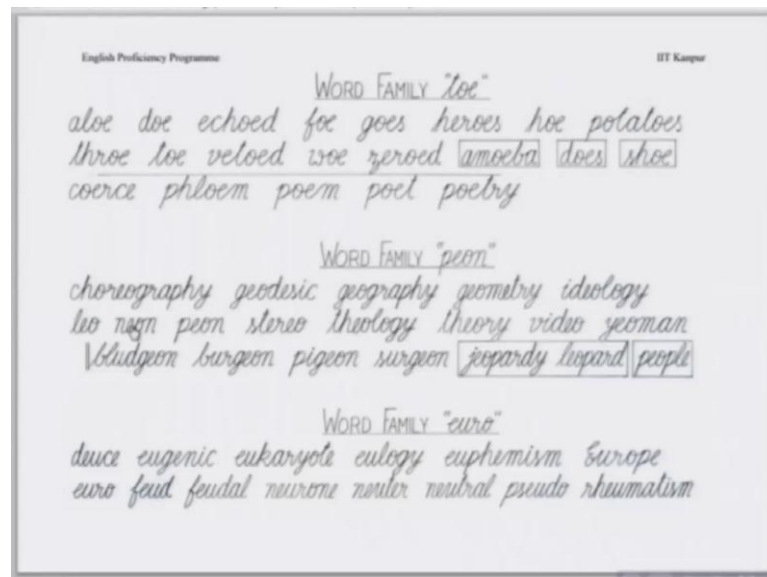 English Proficiency Programme IIT Kanpur
WORD FAMILY "toe"
aloe doe echoed foe goes heroes hoe potatoes
throe toe vetoed woe zeroed amoeba does shoe
coerce phloem poem poet poetry
WORD FAMILY "peon"
choreography geodesic geography geometry ideology
leo neon peon stereo theology theory video yeoman
bludgeon burgeon pigeon surgeon jeopardy leopard people
WORD FAMILY "euro"
deuce eugenic eukaryote eulogy euphemism Europe
euro feud feudal neurone neuter neutral pseudo rheumatism